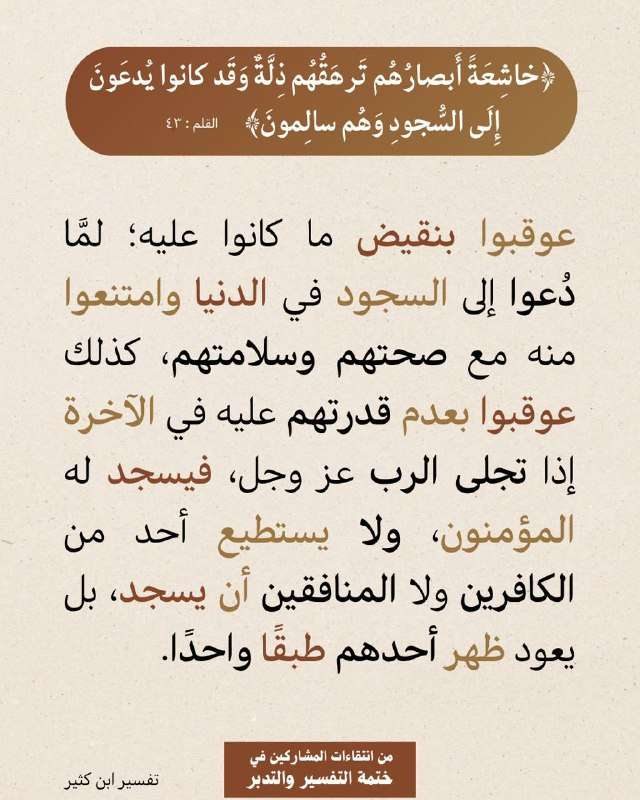 ﴿خاشِعَةً أَبصارُهُم تَرهَقُهُم ذِلَّةٌ وَقَد كانوا يُدعَونَ
إِلَى السُّجودِ وَهُم سالِمونَ﴾ القلم : ٤٣
عوقبوا بنقيض ما كانوا عليه؛ لمَّا
دُعوا إلى السجود في الدنيا وامتنعوا
منه مع صحتهم وسلامتهم، كذلك
عوقبوا بعدم قدرتهم عليه في الآخرة
إذا تجلى الرب عز وجل، فيسجد له
المؤمنون، ولا يستطيع أحد من
الكافرين ولا المنافقين أن يسجد، بل
يعود ظهر أحدهم طبقًا واحدًا.
من انتقاءات المشاركين في
ختمة التفسير والتدبر
تفسير ابن كثير